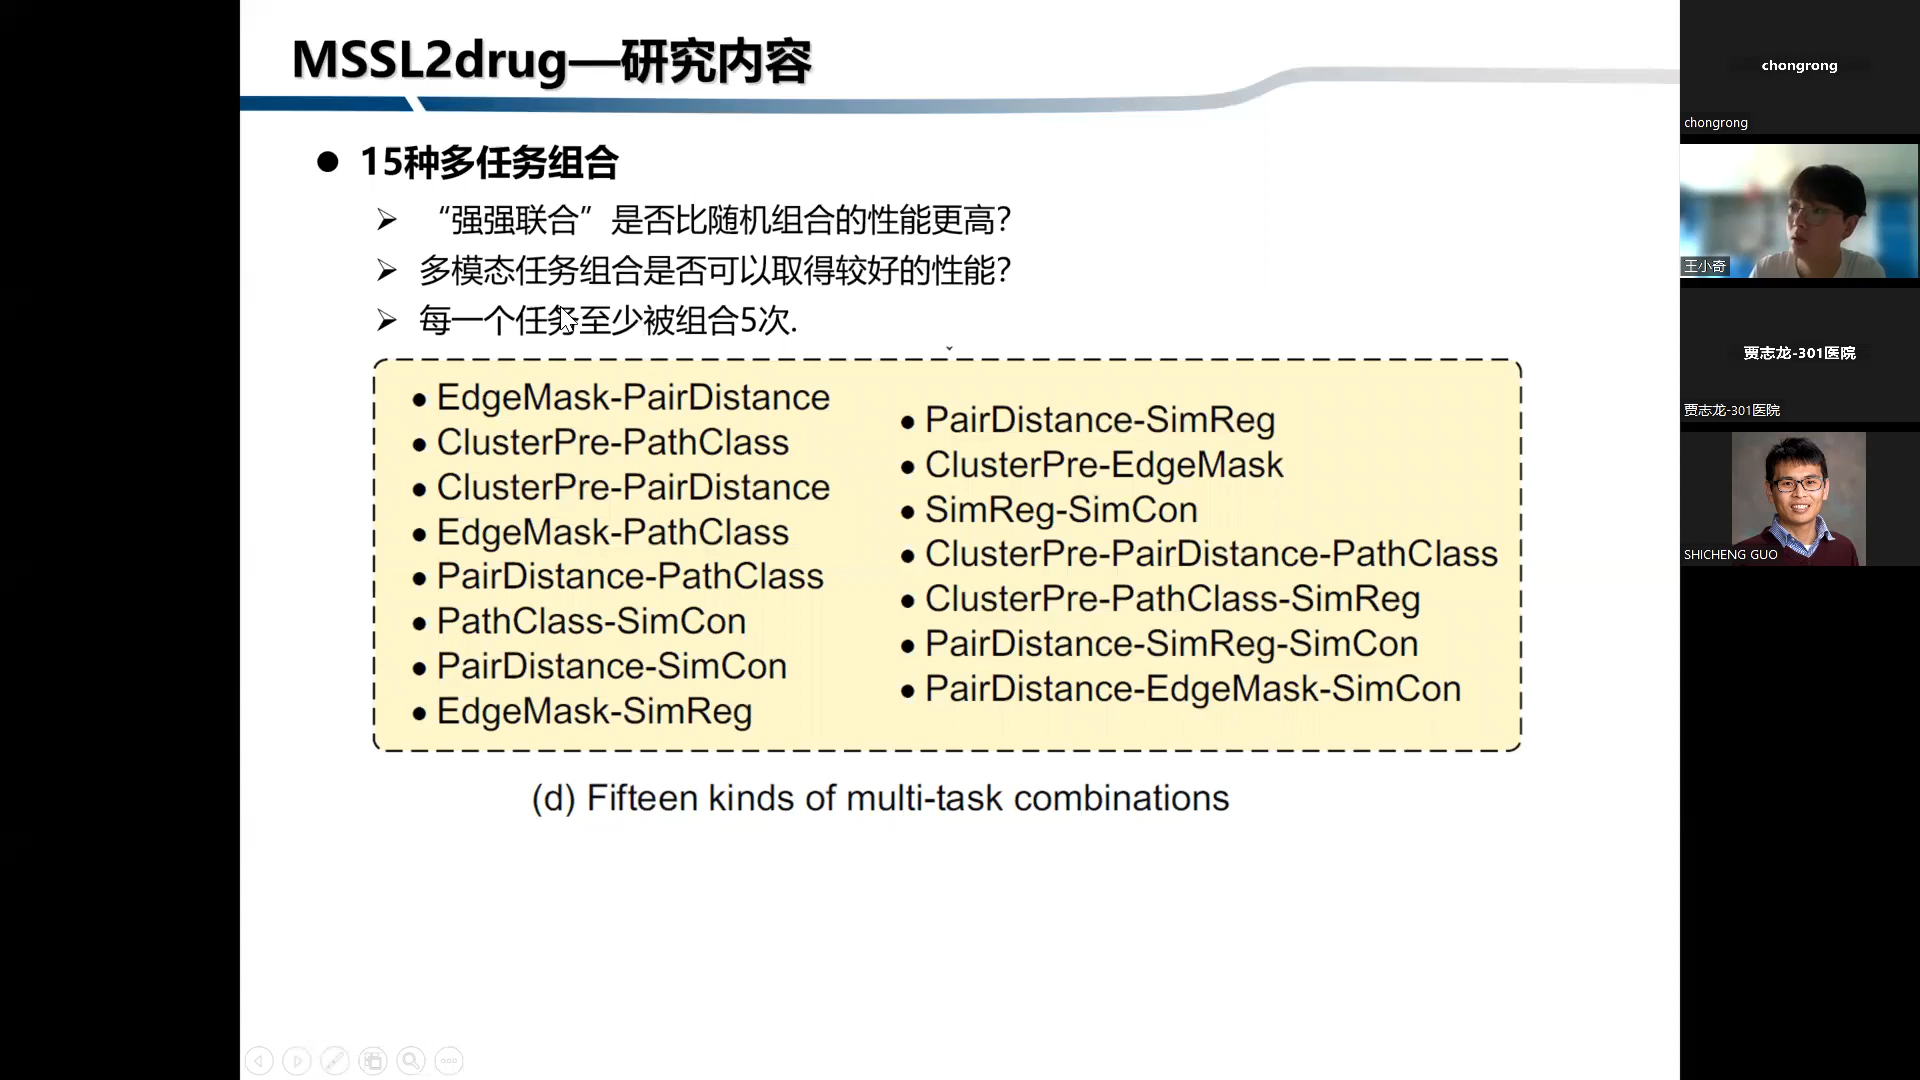 MSSL2drug—研究内容
15种多任务组合
“强强联合”是否比随机组合的性能更高?
多模态任务组合是否可以取得较好的性能?
每一个任务至少被组合5次.
EdgeMask-PairDistance
ClusterPre-PathClass
ClusterPre-PairDistance
EdgeMask-PathClass
PairDistance-PathClass
PathClass-SimCon
PairDistance-SimCon
EdgeMask-SimReg
PairDistance-SimReg
ClusterPre-EdgeMask
SimReg-SimCon
ClusterPre-PairDistance-PathClass
ClusterPre-PathClass-SimReg
PairDistance-SimReg-SimCon
PairDistance-EdgeMask-SimCon
(d) Fifteen kinds of multi-task combinations
chongrong
chongrong
王小奇
贾志龙-301医院
贾志龙-301医院
SHICHENG GUO